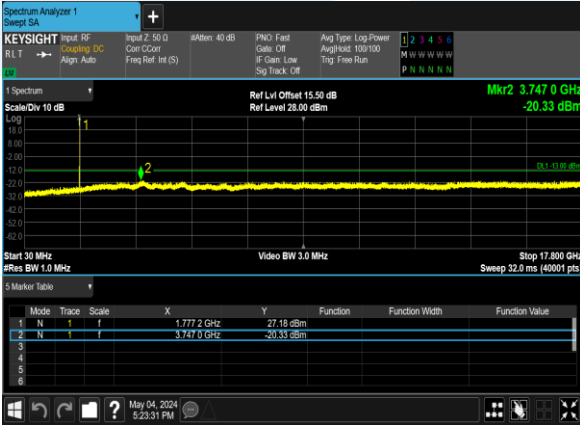 Spectrum Analyzer 1
Swept SA
+
KEYSIGHT Input: RF Input Z: 50 Ω #Atten: 40 dB PNO: Fast Avg Type: Log-Power 1 2 3 4 5 6
RLT Coupling: DC Corr CCorr Gate: Off Avg|Hold: 100/100 M W W W W W
Align: Auto Freq Ref: Int (S) IF Gain: Low Trig: Free Run
Sig Track: Off P N N N N N
LV
1 Spectrum
Ref Lvl Offset 15.50 dB Mkr2 3.747 0 GHz
Scale/Div 10 dB Ref Level 28.00 dBm -20.33 dBm
Log
1
18.0
8.00
-2.00
2
DL1 -13.00 dBm
-12.0
-22.0
-32.0
-42.0
-52.0
-62.0
Start 30 MHz Video BW 3.0 MHz Stop 17.800 GHz
#Res BW 1.0 MHz Sweep 32.0 ms (40001 pts
5 Marker Table
Mode Trace Scale X Y Function Function Width Function Value
1 N 1 f 1.777 2 GHz 27.18 dBm
2 N 1 f 3.747 0 GHz -20.33 dBm
3
4
5
6
? May 04, 2024
5:23:31 PM